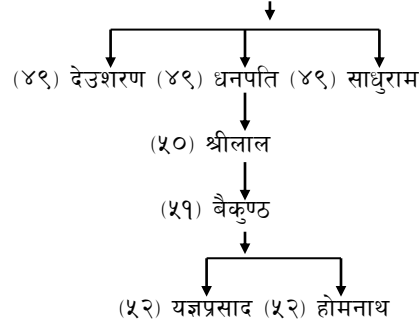 (४९) देउशरण (४९) धनपति (४९) साधुराम
(५०) श्रीलाल
(५१) बैकुण्ठ
(५२) यज्ञप्रसाद (५२) होमनाथ